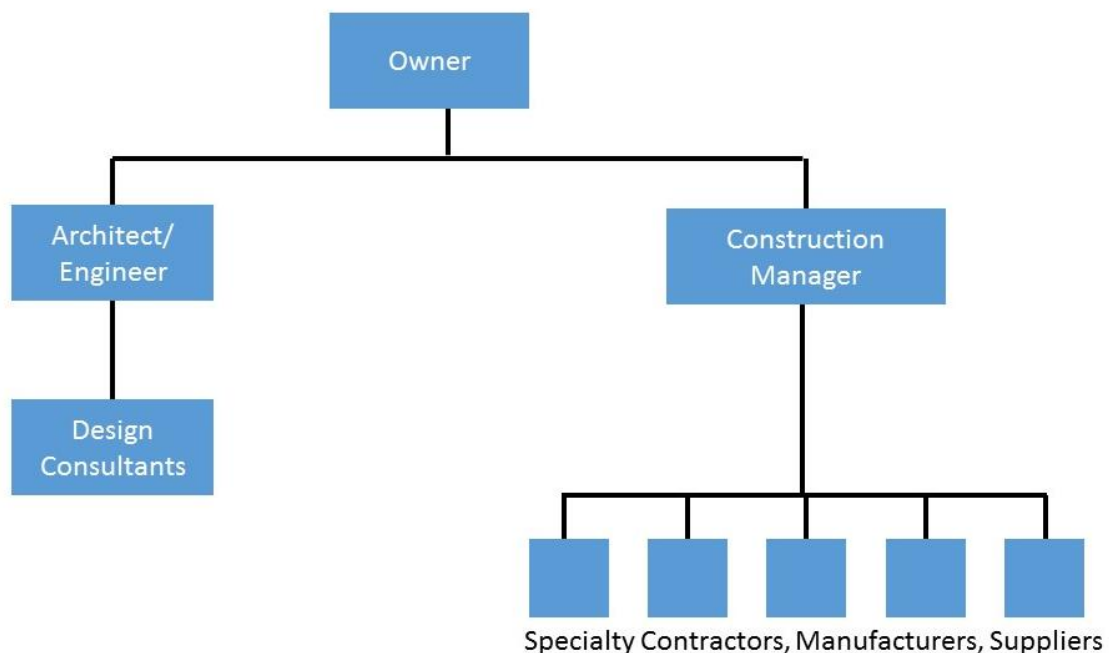 Owner
Architect/
Engineer
Construction
Manager
Design
Consultants
Specialty Contractors, Manufacturers, Suppliers